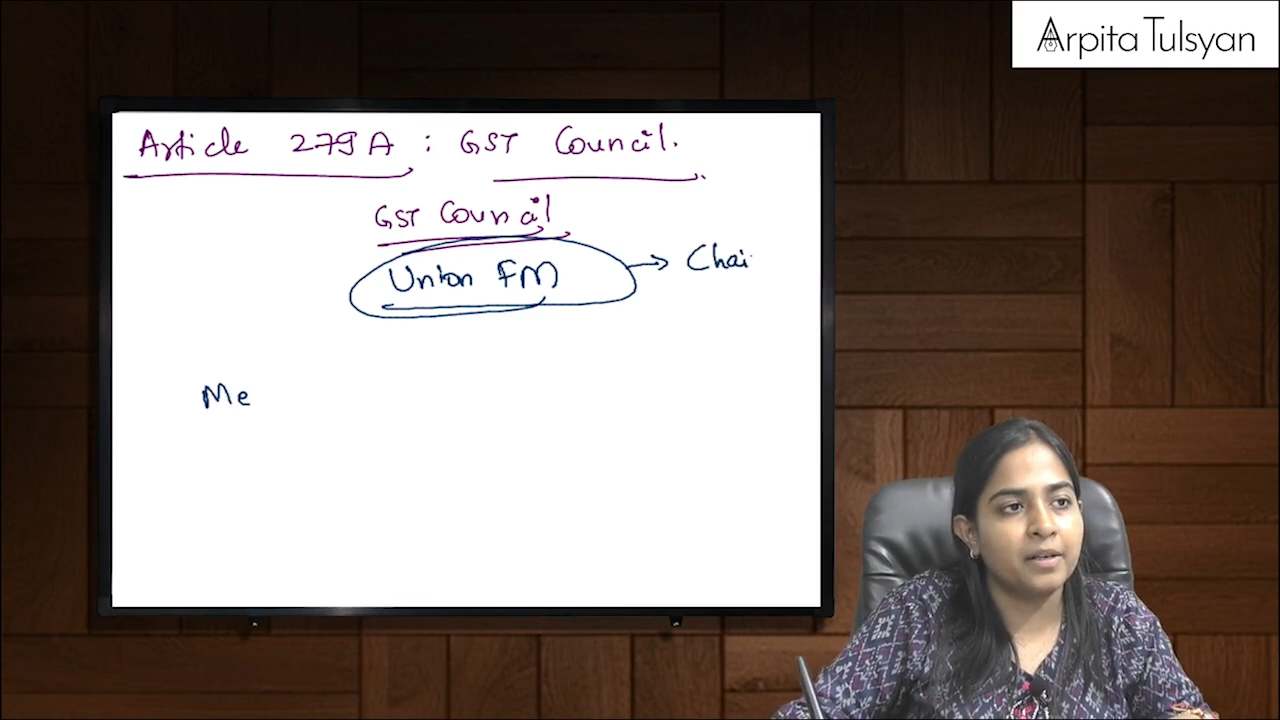 Arpita Tulsyan
Article 279A : GST Council.
GST Council
Union FM → Chai
Me